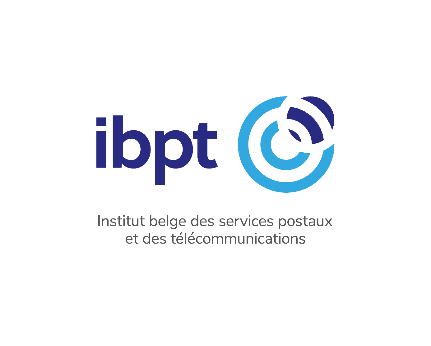 ibpt
Institut belge des services postaux
et des télécommunications